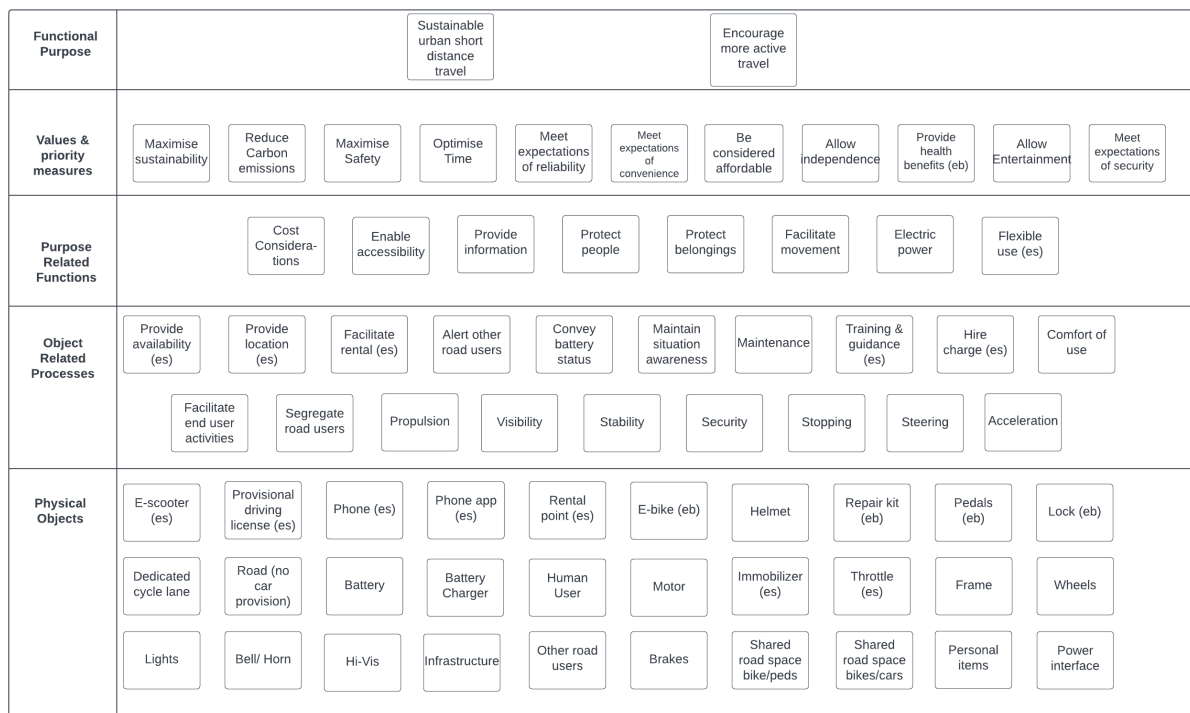 Functional
Purpose
Sustainable
urban short
distance
travel
Encourage
more active
travel
Values &
priority
measures
Maximise
sustainability
Reduce
Carbon
emissions
Maximise
Safety
Optimise
Time
Meet
expectations
of reliability
Meet
expectations
of
convenience
Be
considered
affordable
Allow
independence
Provide
health
benefits (eb)
Allow
Entertainment
Meet
expectations
of security
Purpose
Related
Functions
Cost
Considera-
tions
Enable
accessibility
Provide
information
Protect
people
Protect
belongings
Facilitate
movement
Electric
power
Flexible
use (es)
Object
Related
Processes
Provide
availability
(es)
Provide
location
(es)
Facilitate
rental (es)
Alert other
road users
Convey
battery
status
Maintain
situation
awareness
Maintenance
Training &
guidance
(es)
Hire
charge (es)
Comfort of
use
Facilitate
end user
activities
Segregate
road users
Propulsion
Visibility
Stability
Security
Stopping
Steering
Acceleration
Physical
Objects
E-scooter
(es)
Provisional
driving
license (es)
Phone (es)
Phone app
(es)
Rental
point (es)
E-bike (eb)
Helmet
Repair kit
(eb)
Pedals
(eb)
Lock (eb)
Dedicated
cycle lane
Road (no
car
provision)
Battery
Battery
Charger
Human
User
Motor
Immobilizer
(es)
Throttle
(es)
Frame
Wheels
Lights
Bell/ Horn
Hi-Vis
Infrastructure
Other road
users
Brakes
Shared
road space
bike/peds
Shared
road space
bikes/cars
Personal
items
Power
interface